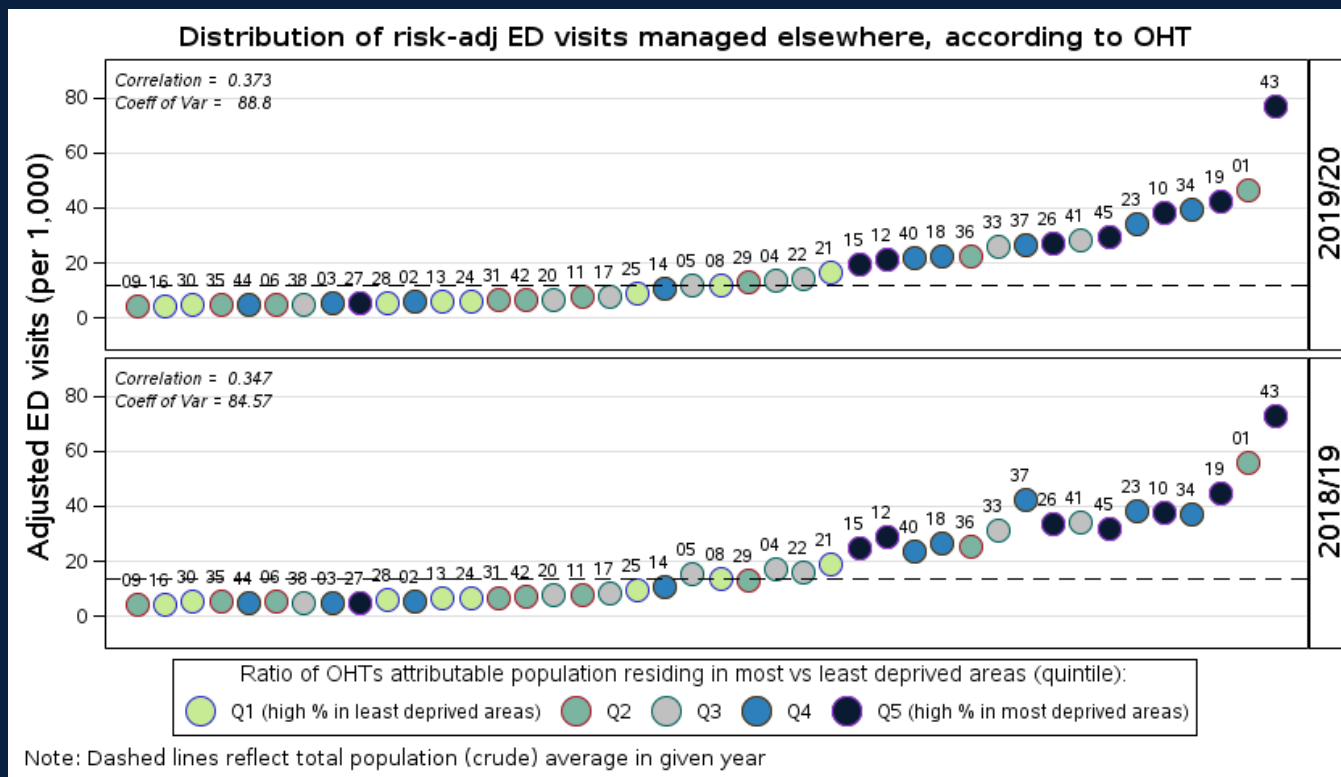 Distribution of risk-adj ED visits managed elsewhere, according to OHT
Adjusted ED visits (per 1,000)
Correlation = 0.373
Coeff of Var = 88.8
80
60
40
20
0
09 16 30 35 44 06 38 03 27 28 02 13 24 31 42 20 11 17 25 14 05 08 29 04 22 21 15 12 40 18 36 33 37 26 41 45 23 10 34 19 01 43
2019/20
Correlation = 0.347
Coeff of Var = 84.57
80
60
40
20
0
09 16 30 35 44 06 38 03 27 28 02 13 24 31 42 20 11 17 25 14 05 08 29 04 22 21 15 12 40 18 36 33 37 26 41 45 23 10 34 19 01 43
2018/19
Ratio of OHTs attributable population residing in most vs least deprived areas (quintile):
Q1 (high % in least deprived areas) Q2 Q3 Q4 Q5 (high % in most deprived areas)
Note: Dashed lines reflect total population (crude) average in given year